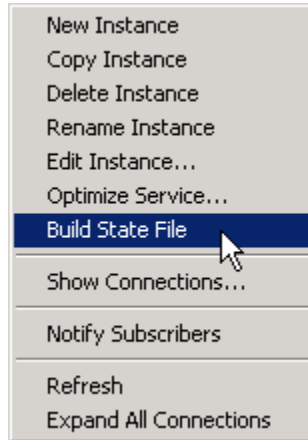 New Instance
Copy Instance
Delete Instance
Rename Instance
Edit Instance...
Optimize Service...
Build State File
Show Connections...
Notify Subscribers
Refresh
Expand All Connections